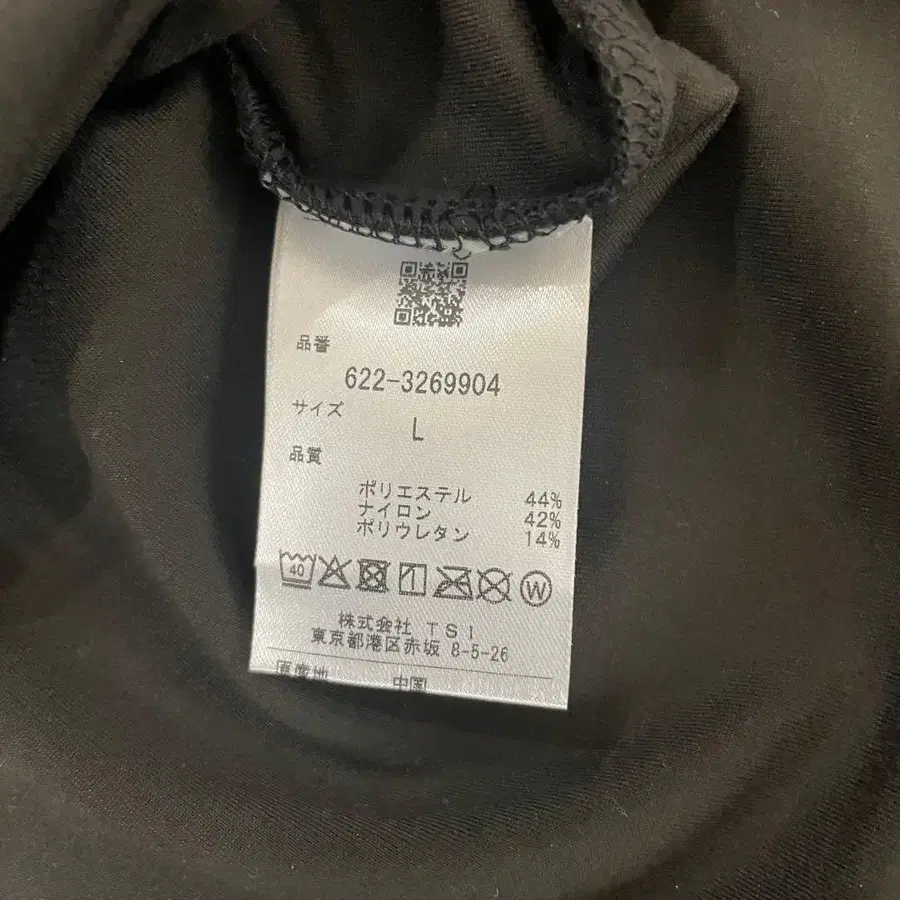 品番
622-3269904
サイズ
L
品質
ポリエステル 44%
ナイロン 42%
ポリウレタン 14%
40 W
株式会社 TSI
東京都港区赤坂 8-5-26
原産地 中国